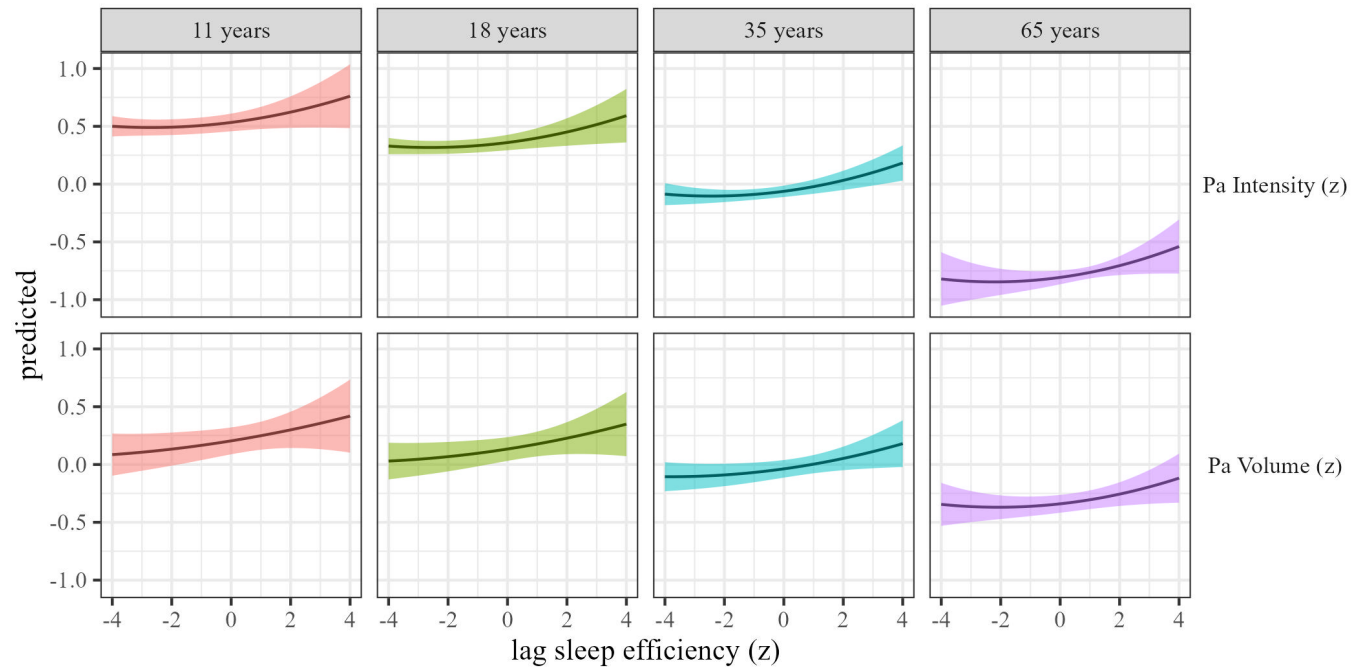 11 years 18 years 35 years 65 years
1.0
0.5
0.0
-0.5
-1.0
Pa Intensity (z)
predicted
1.0
0.5
0.0
-0.5
-1.0
Pa Volume (z)
-4 -2 0 2 4 -4 -2 0 2 4 -4 -2 0 2 4 -4 -2 0 2 4
lag sleep efficiency (z)